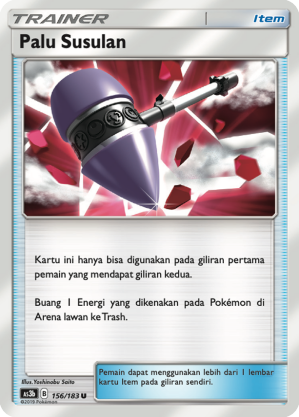 TRAINER Item
Palu Susulan
Kartu ini hanya bisa digunakan pada giliran pertama
pemain yang mendapat giliran kedua.
Buang 1 Energi yang dikenakan pada Pokémon di
Arena lawan ke Trash.
Illus.Yoshinobu Saito
AS3b B 156/183 U
©2019 Pokémon
Pemain dapat menggunakan lebih dari 1 lembar
kartu Item pada giliran sendiri.